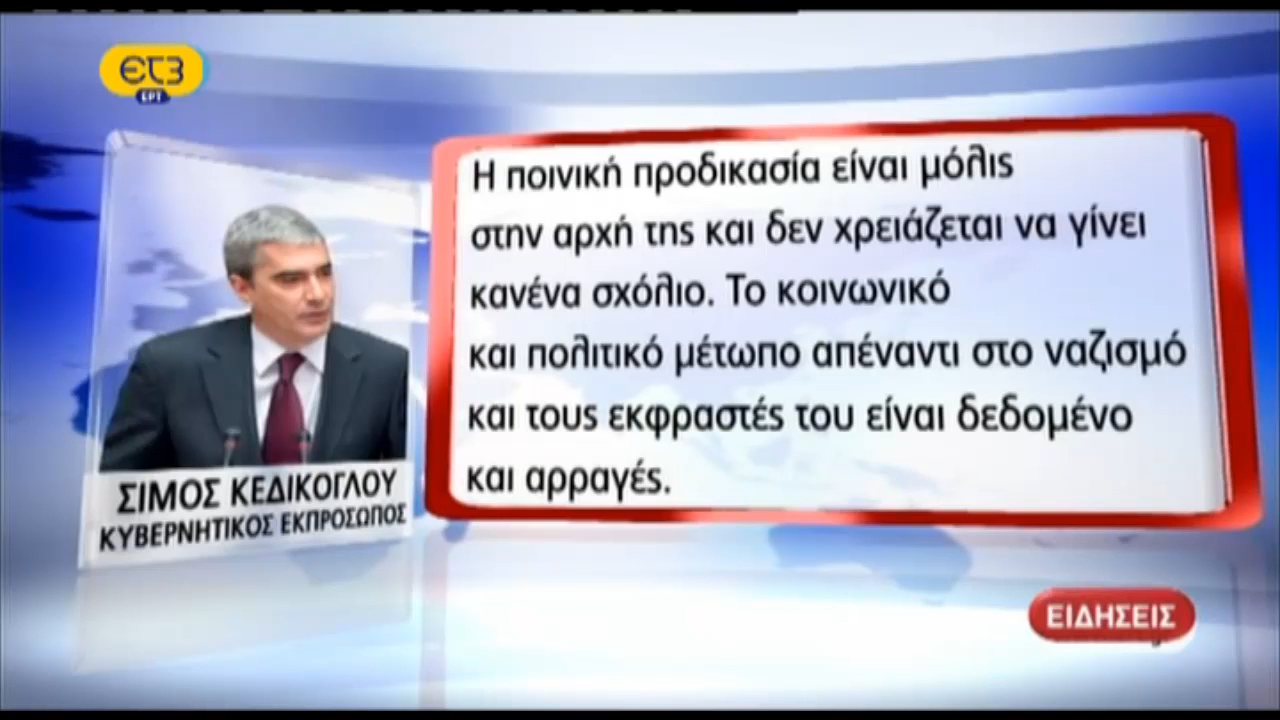 ετ3
ΕΡΤ
Η ποινική προδικασία είναι μόλις
στην αρχή της και δεν χρειάζεται να γίνει
κανένα σχόλιο. Το κοινωνικό
και πολιτικό μέτωπο απέναντι στο ναζισμό
και τους εκφραστές του είναι δεδομένο
και αρραγές.
ΣΙΜΟΣ ΚΕΔΙΚΟΓΛΟΥ
ΚΥΒΕΡΝΗΤΙΚΟΣ ΕΚΠΡΟΣΩΠΟΣ
ΕΙΔΗΣΕΙΣ